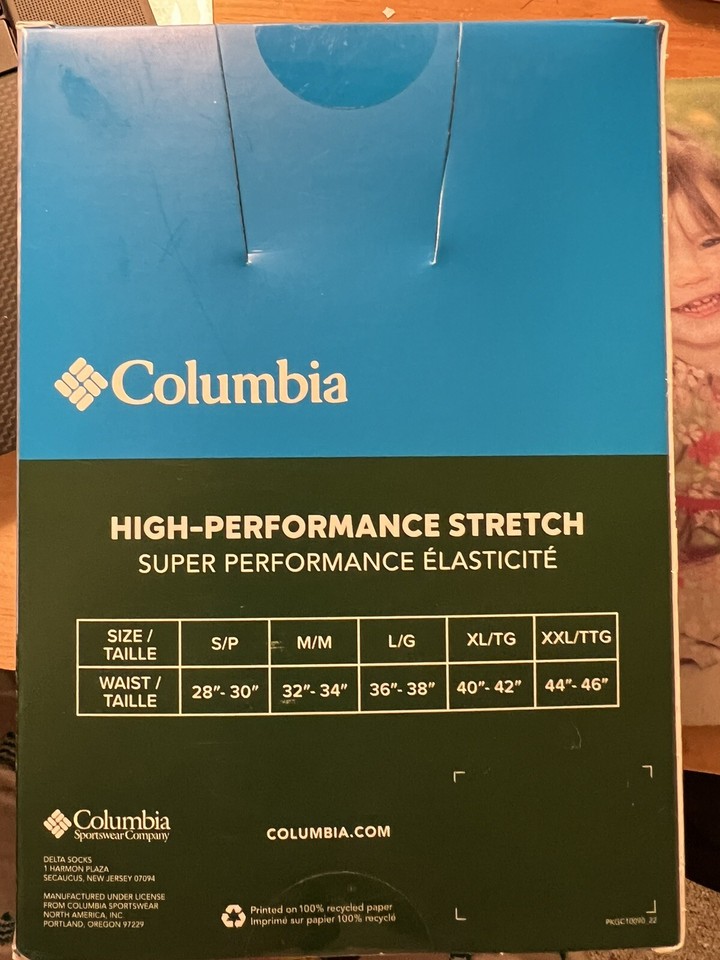 Columbia
HIGH-PERFORMANCE STRETCH
SUPER PERFORMANCE ÉLASTICITÉ
SIZE / TAILLE S/P M/M L/G XL/TG XXL/TTG
WAIST / TAILLE 28"- 30" 32"- 34" 36"- 38" 40"- 42" 44"- 46"
Columbia
Sportswear Company
COLUMBIA.COM
DELTA SOCKS
1 HARMON PLAZA
SECAUCUS, NEW JERSEY 07094
MANUFACTURED UNDER LICENSE
FROM COLUMBIA SPORTSWEAR
NORTH AMERICA, INC.
PORTLAND, OREGON 97229
Printed on 100% recycled paper
Imprimé sur papier 100% recyclé
PKGC10090_22